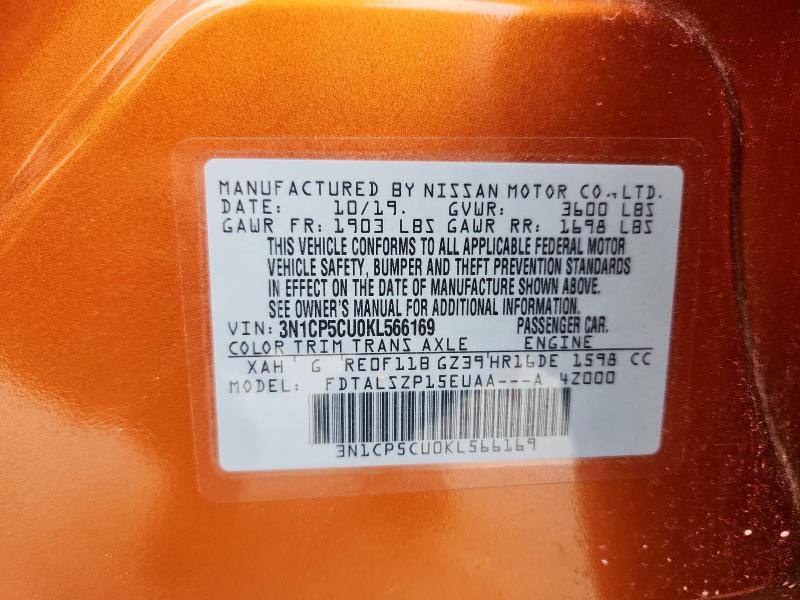 MANUFACTURED BY NISSAN MOTOR CO., LTD.
DATE: 10/19. GVWR: 3600 LBS
GAWR FR: 1903 LBS GAWR RR: 1698 LBS
THIS VEHICLE CONFORMS TO ALL APPLICABLE FEDERAL MOTOR
VEHICLE SAFETY, BUMPER AND THEFT PREVENTION STANDARDS
IN EFFECT ON THE DATE OF MANUFACTURE SHOWN ABOVE.
SEE OWNER'S MANUAL FOR ADDITIONAL INFORMATION.
VIN: 3N1CP5CU0KL566169 PASSENGER CAR.
COLOR TRIM TRANS AXLE ENGINE
XAH G RE0F11B GZ39 HR16DE 1598 CC
MODEL: FDTALSZP15EUAA---A 4Z000
3N1CP5CU0KL566169